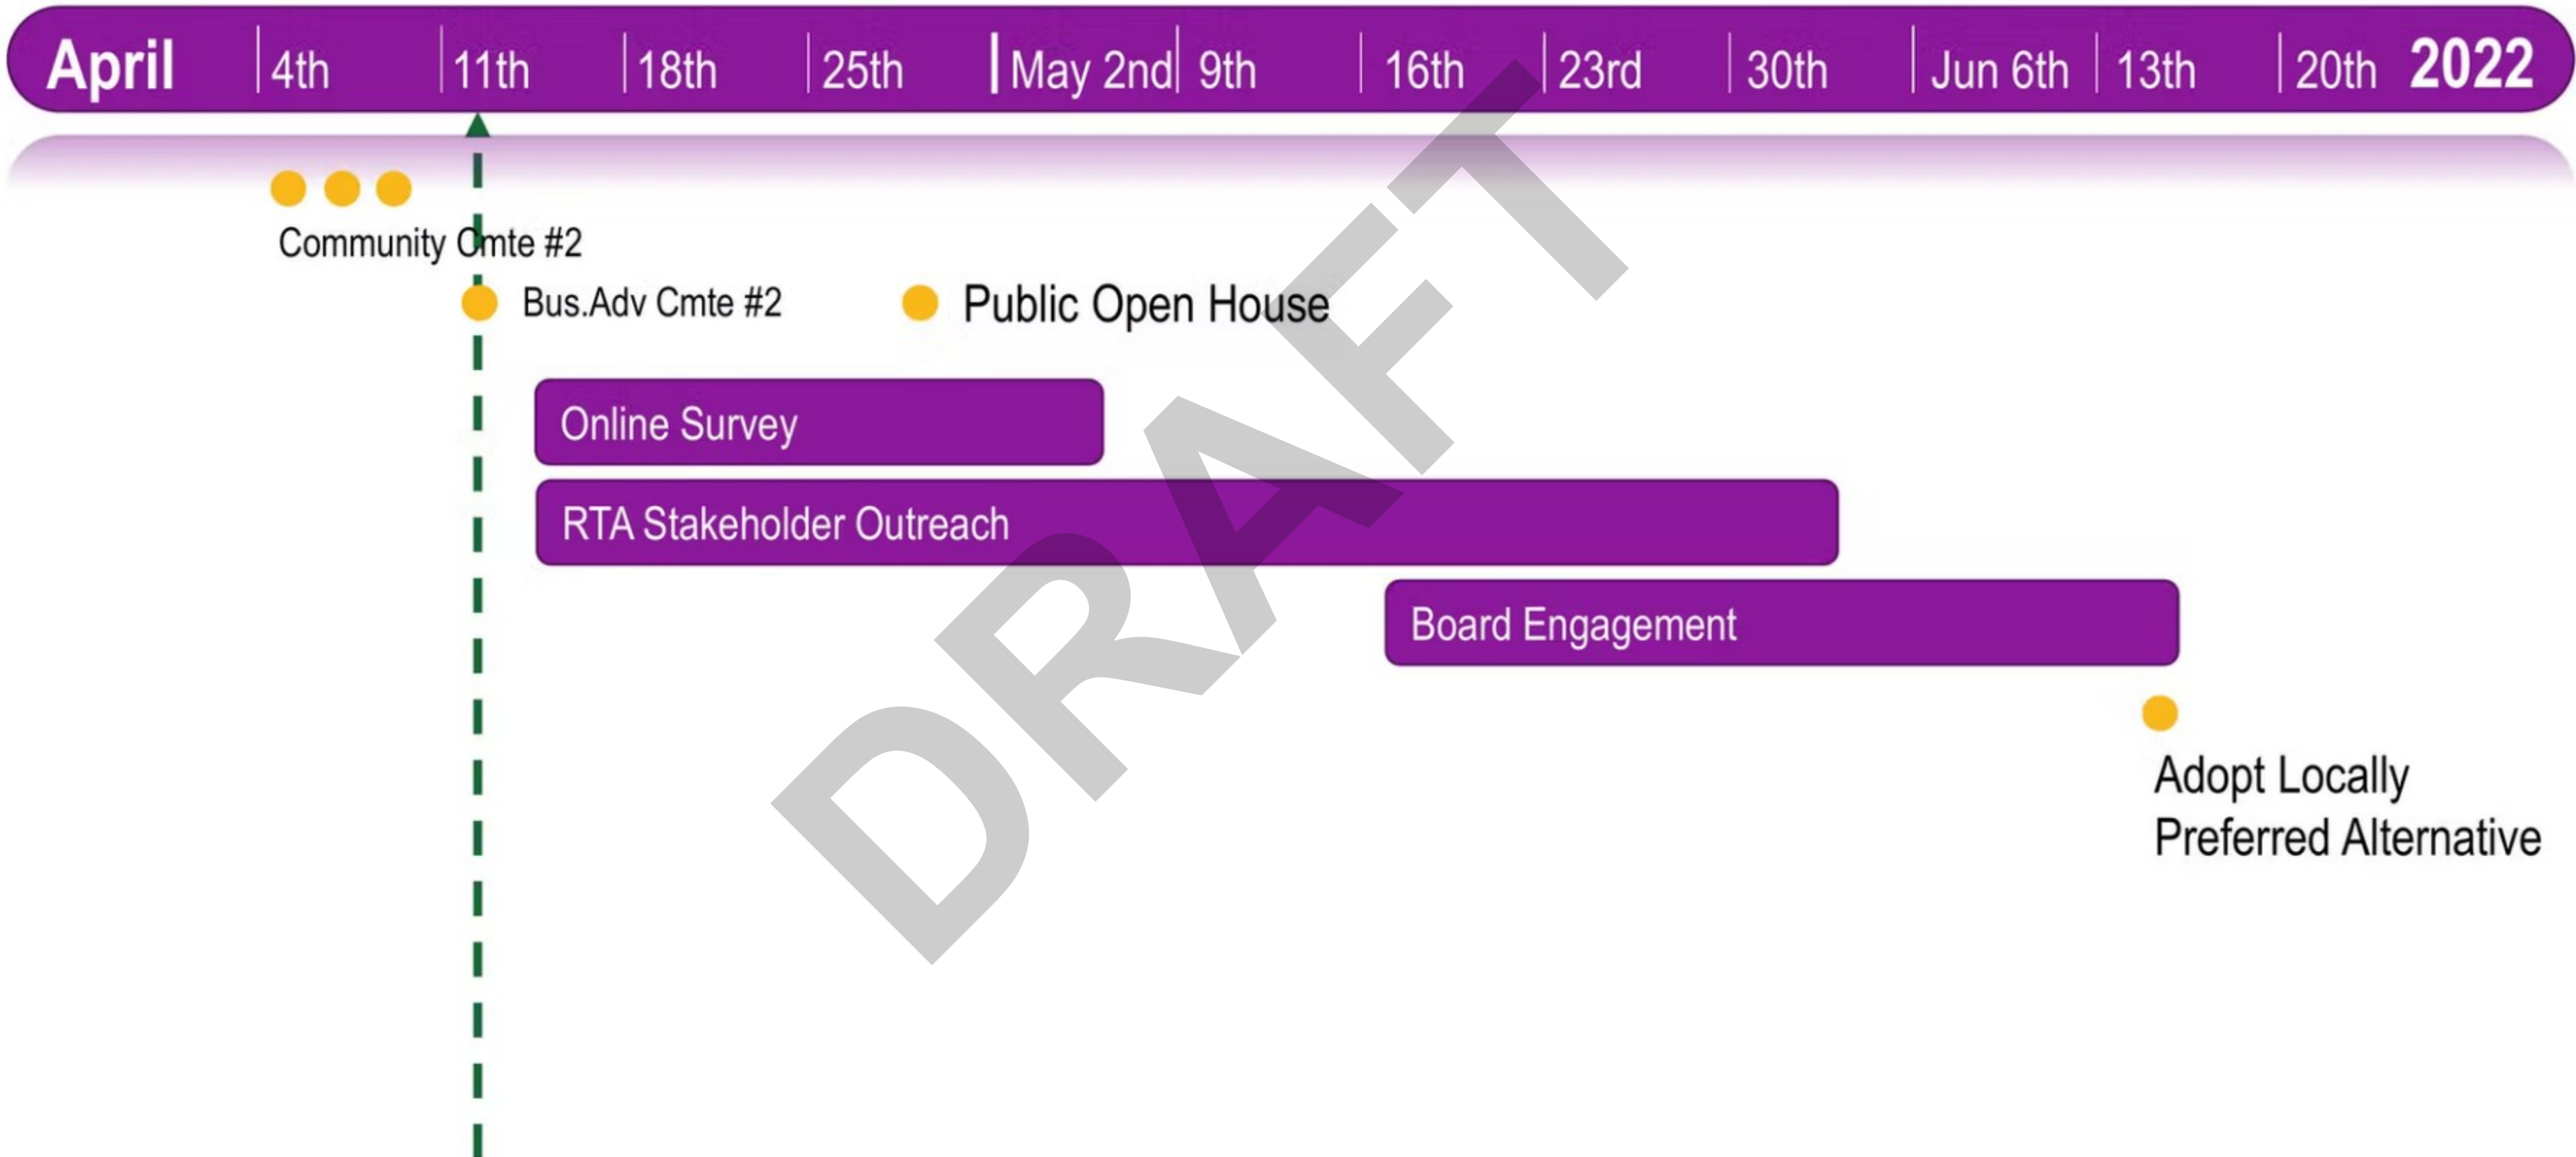 April 4th 11th 18th 25th May 2nd 9th 16th 23rd 30th Jun 6th 13th 20th 2022
Community Cmte #2
Bus.Adv Cmte #2 Public Open House
Online Survey
RTA Stakeholder Outreach
Board Engagement
Adopt Locally
Preferred Alternative
DRAFT